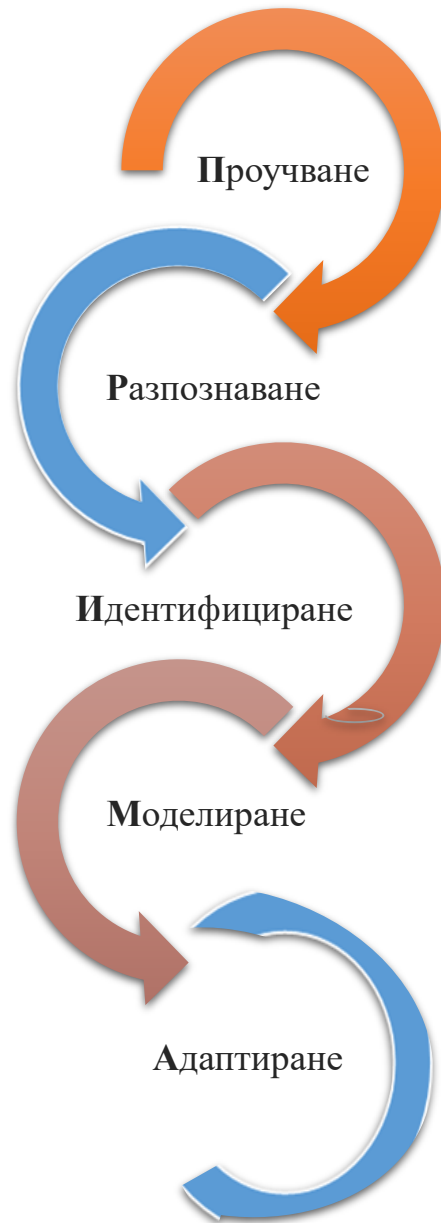 Проучване
Разпознаване
Идентифициране
Моделиране
Адаптиране